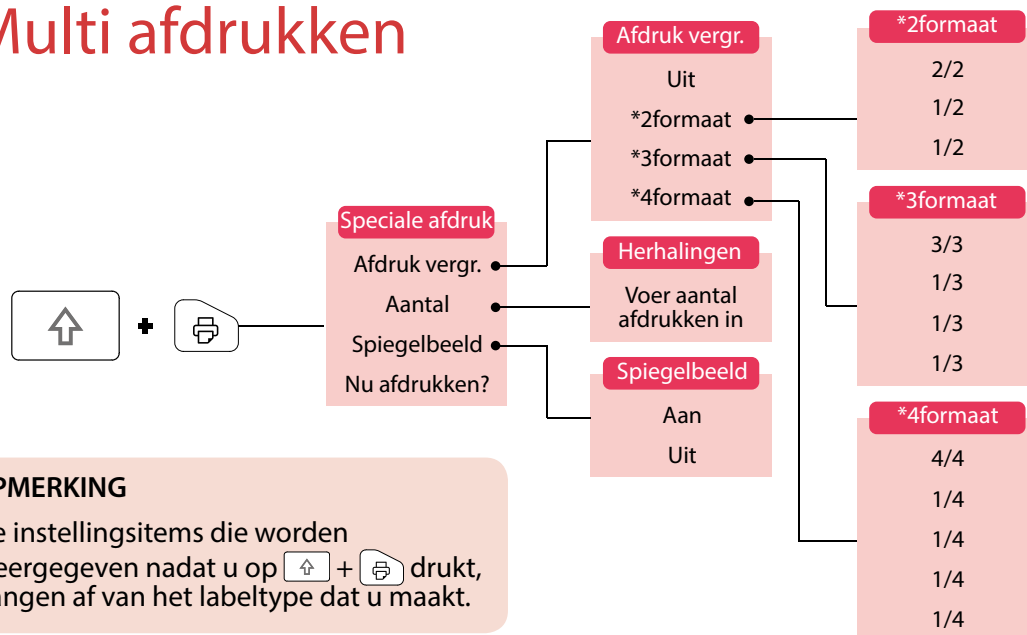 Multi afdrukken
Speciale afdruk
Afdruk vergr.
Aantal
Spiegelbeeld
Nu afdrukken?
Afdruk vergr.
Uit
*2formaat
*3formaat
*4formaat
Herhalingen
Voer aantal
afdrukken in
Spiegelbeeld
Aan
Uit
*2formaat
2/2
1/2
1/2
*3formaat
3/3
1/3
1/3
1/3
*4formaat
4/4
1/4
1/4
1/4
1/4
PMERKING
e instellingsitems die worden
eergegeven nadat u op + drukt,
angen af van het labeltype dat u maakt.